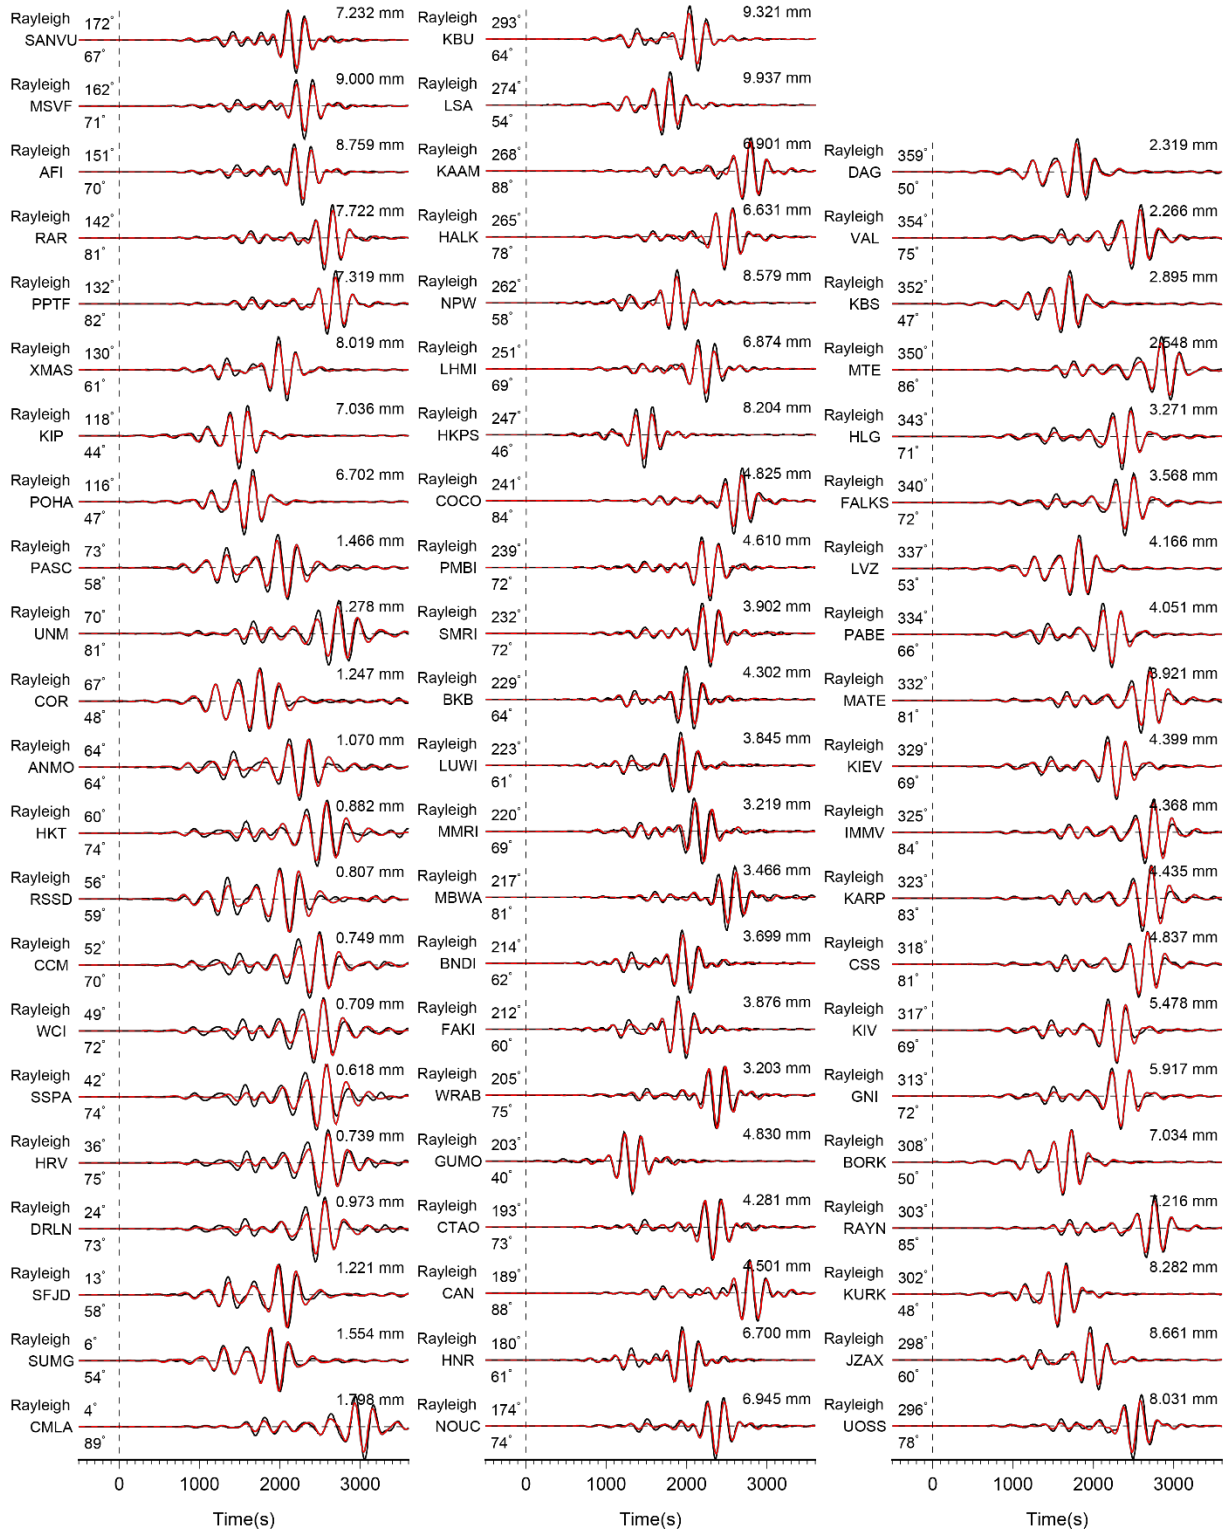 Rayleigh 172° 7.232 mm
SANVU
67°
Rayleigh 162° 9.000 mm
MSVF
71°
Rayleigh 151° 8.759 mm
AFI
70°
Rayleigh 142° 7.722 mm
RAR
81°
Rayleigh 132° 7.319 mm
PPTF
82°
Rayleigh 130° 8.019 mm
XMAS
61°
Rayleigh 118° 7.036 mm
KIP
44°
Rayleigh 116° 6.702 mm
POHA
47°
Rayleigh 73° 1.466 mm
PASC
58°
Rayleigh 70° 1.278 mm
UNM
81°
Rayleigh 67° 1.247 mm
COR
48°
Rayleigh 64° 1.070 mm
ANMO
64°
Rayleigh 60° 0.882 mm
HKT
74°
Rayleigh 56° 0.807 mm
RSSD
59°
Rayleigh 52° 0.749 mm
CCM
70°
Rayleigh 49° 0.709 mm
WCI
72°
Rayleigh 42° 0.618 mm
SSPA
74°
Rayleigh 36° 0.739 mm
HRV
75°
Rayleigh 24° 0.973 mm
DRLN
73°
Rayleigh 13° 1.221 mm
SFJD
58°
Rayleigh 6° 1.554 mm
SUMG
54°
Rayleigh 4° 1.798 mm
CMLA
89°
0 1000 2000 3000
Time(s)
Rayleigh 293° 9.321 mm
KBU
64°
Rayleigh 274° 9.937 mm
LSA
54°
Rayleigh 268° 6.901 mm
KAAM
88°
Rayleigh 265° 6.631 mm
HALK
78°
Rayleigh 262° 8.579 mm
NPW
58°
Rayleigh 251° 6.874 mm
LHMI
69°
Rayleigh 247° 8.204 mm
HKPS
46°
Rayleigh 241° 4.825 mm
COCO
84°
Rayleigh 239° 4.610 mm
PMBI
72°
Rayleigh 232° 3.902 mm
SMRI
72°
Rayleigh 229° 4.302 mm
BKB
64°
Rayleigh 223° 3.845 mm
LUWI
61°
Rayleigh 220° 3.219 mm
MMRI
69°
Rayleigh 217° 3.466 mm
MBWA
81°
Rayleigh 214° 3.699 mm
BNDI
62°
Rayleigh 212° 3.876 mm
FAKI
60°
Rayleigh 205° 3.203 mm
WRAB
75°
Rayleigh 203° 4.830 mm
GUMO
40°
Rayleigh 193° 4.281 mm
CTAO
73°
Rayleigh 189° 4.501 mm
CAN
88°
Rayleigh 180° 6.700 mm
HNR
61°
Rayleigh 174° 6.945 mm
NOUC
74°
0 1000 2000 3000
Time(s)
Rayleigh 359° 2.319 mm
DAG
50°
Rayleigh 354° 2.266 mm
VAL
75°
Rayleigh 352° 2.895 mm
KBS
47°
Rayleigh 350° 2.548 mm
MTE
86°
Rayleigh 343° 3.271 mm
HLG
71°
Rayleigh 340° 3.568 mm
FALKS
72°
Rayleigh 337° 4.166 mm
LVZ
53°
Rayleigh 334° 4.051 mm
PABE
66°
Rayleigh 332° 3.921 mm
MATE
81°
Rayleigh 329° 4.399 mm
KIEV
69°
Rayleigh 325° 4.368 mm
IMMV
84°
Rayleigh 323° 4.435 mm
KARP
83°
Rayleigh 318° 4.837 mm
CSS
81°
Rayleigh 317° 5.478 mm
KIV
69°
Rayleigh 313° 5.917 mm
GNI
72°
Rayleigh 308° 7.034 mm
BORK
50°
Rayleigh 303° .216 mm
RAYN
85°
Rayleigh 302° 8.282 mm
KURK
48°
Rayleigh 298° 8.661 mm
JZAX
60°
Rayleigh 296° 8.031 mm
UOSS
78°
0 1000 2000 3000
Time(s)